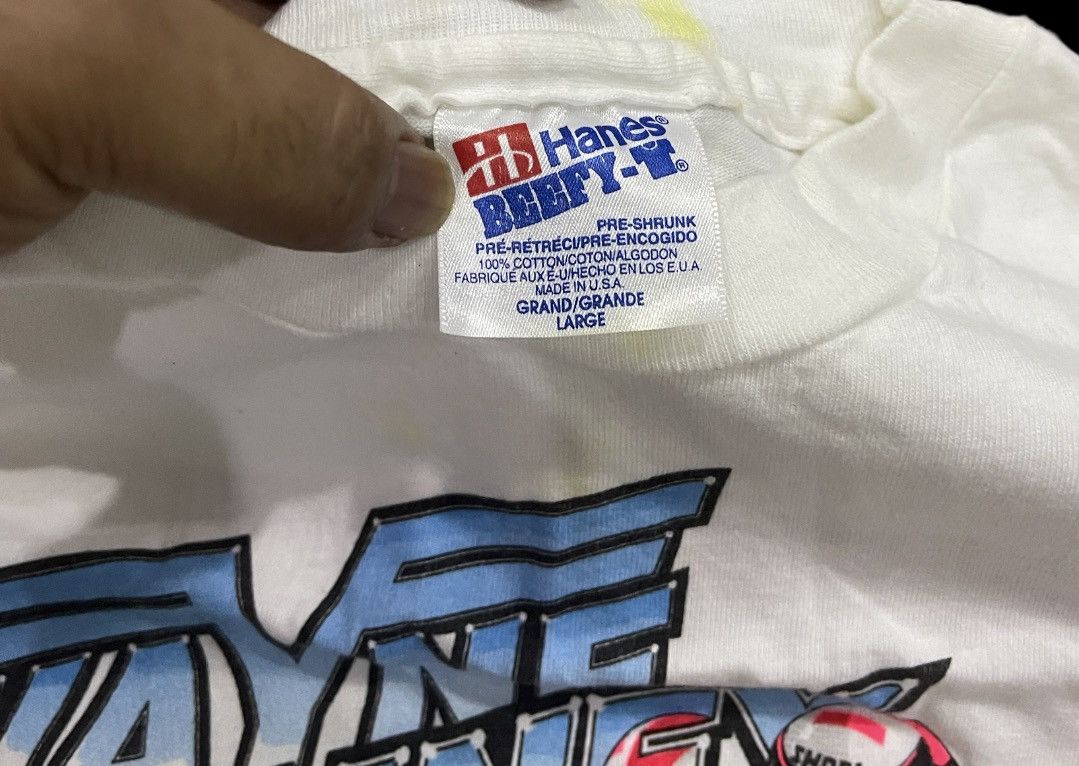 Hanes®
BEEFY-T®
PRE-SHRUNK
PRÉ-RÉTRÉCI/PRE-ENCOGIDO
100% COTTON/COTON/ALGODON
FABRIQUÉ AUX É-U/HECHO EN LOS E.U.A.
MADE IN U.S.A.
GRAND/GRANDE
LARGE
AYNE